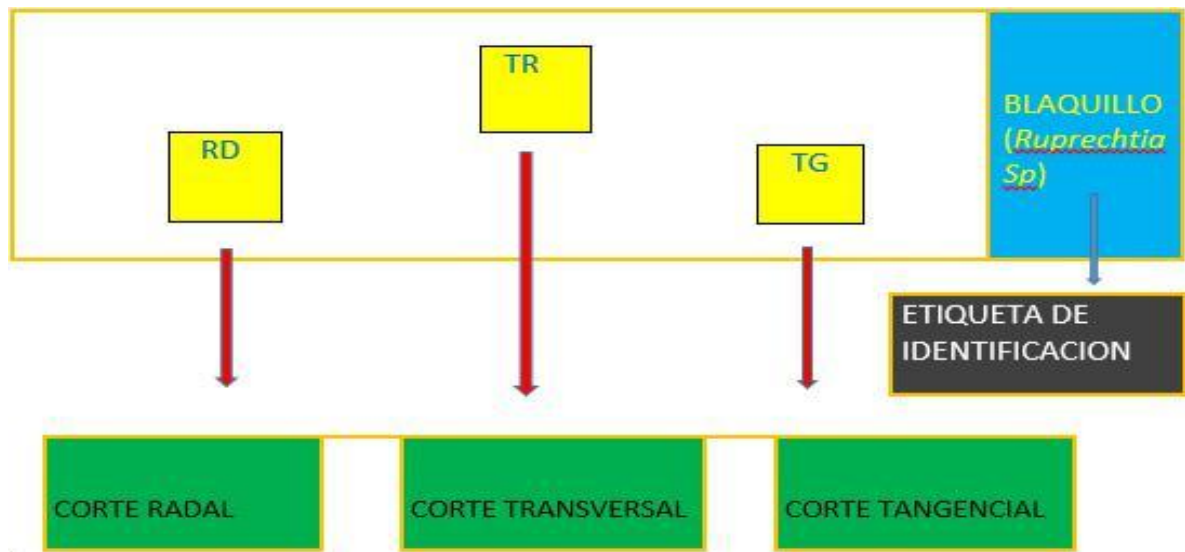 TR
RD
TG
BLAQUILLO
(Ruprechtia
Sp)
ETIQUETA DE
IDENTIFICACION
CORTE RADAL
CORTE TRANSVERSAL
CORTE TANGENCIAL